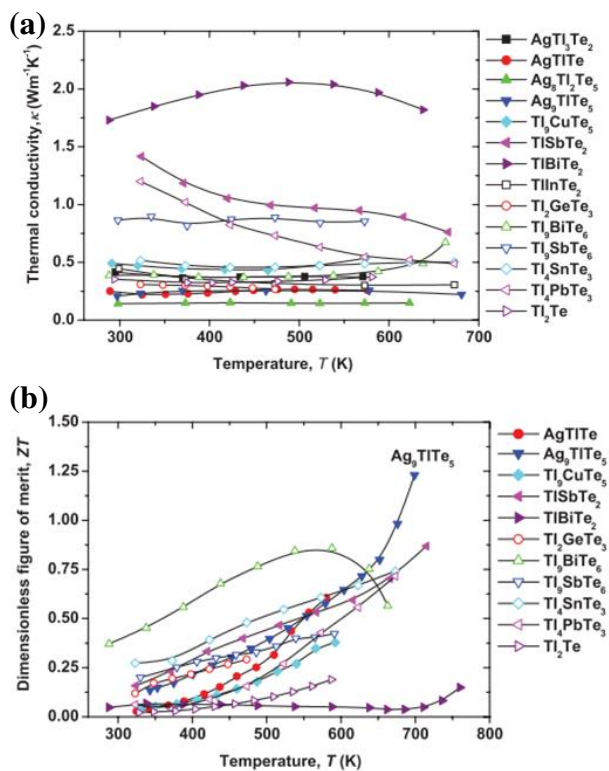 (a)
Thermal conductivity, κ (Wm⁻¹K⁻¹)
2.5
2.0
1.5
1.0
0.5
0.0
300 400 500 600 700
Temperature, T (K)
AgTl₃Te₂
AgTlTe
Ag₈Tl₂Te₅
Ag₉TlTe₅
Tl₉CuTe₅
TlSbTe₂
TlBiTe₂
TlInTe₂
Tl₂GeTe₃
Tl₉BiTe₆
Tl₉SbTe₆
Tl₄SnTe₃
Tl₄PbTe₃
Tl₂Te
(b)
Dimensionless figure of merit, ZT
1.50
1.25
1.00
0.75
0.50
0.25
0.00
300 400 500 600 700 800
Temperature, T (K)
Ag₉TlTe₅
AgTlTe
Ag₉TlTe₅
Tl₉CuTe₅
TlSbTe₂
TlBiTe₂
Tl₂GeTe₃
Tl₉BiTe₆
Tl₉SbTe₆
Tl₄SnTe₃
Tl₄PbTe₃
Tl₂Te